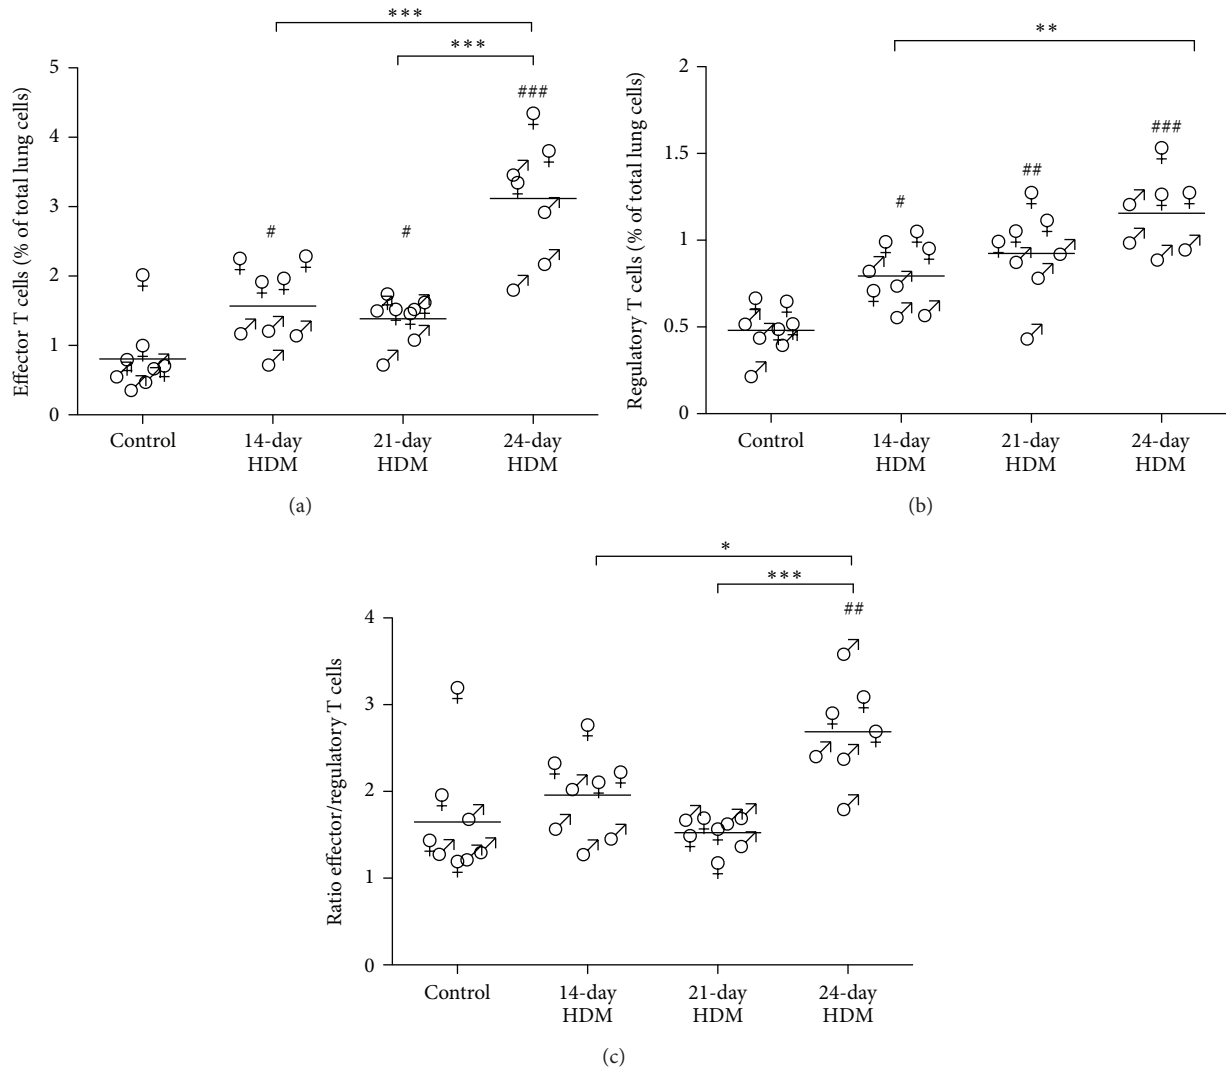 ***
***
###
#
#
5
4
3
2
1
0
Effector T cells (% of total lung cells)
Control
14-day
HDM
21-day
HDM
24-day
HDM
(a)
**
###
##
#
2
1.5
1
0.5
0
Regulatory T cells (% of total lung cells)
Control
14-day
HDM
21-day
HDM
24-day
HDM
(b)
*
***
##
4
3
2
1
0
Ratio effector/regulatory T cells
Control
14-day
HDM
21-day
HDM
24-day
HDM
(c)